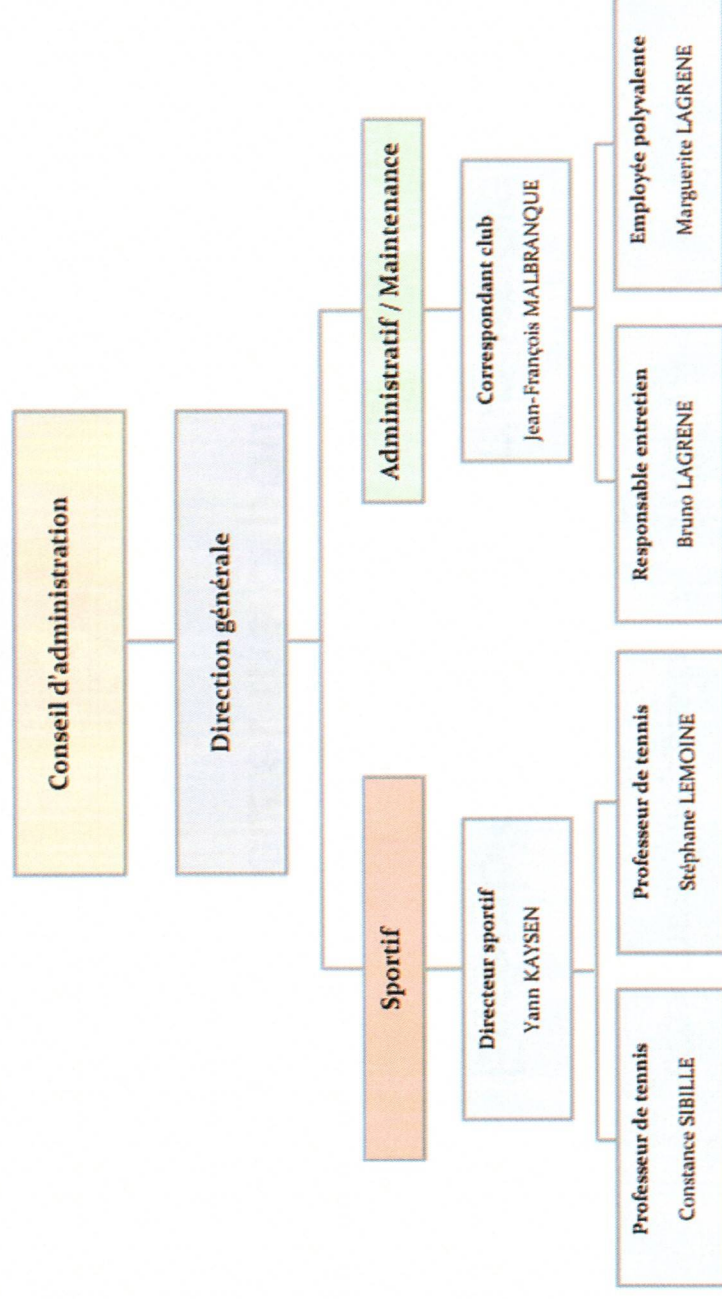 Conseil d'administration
Direction générale
Sportif
Administratif / Maintenance
Directeur sportif
Yann KAYSEN
Correspondant club
Jean-François MALBRANQUE
Professeur de tennis
Constance SIBILLE
Professeur de tennis
Stéphane LEMOINE
Responsable entretien
Bruno LAGRENE
Employée polyvalente
Marguerite LAGRENE